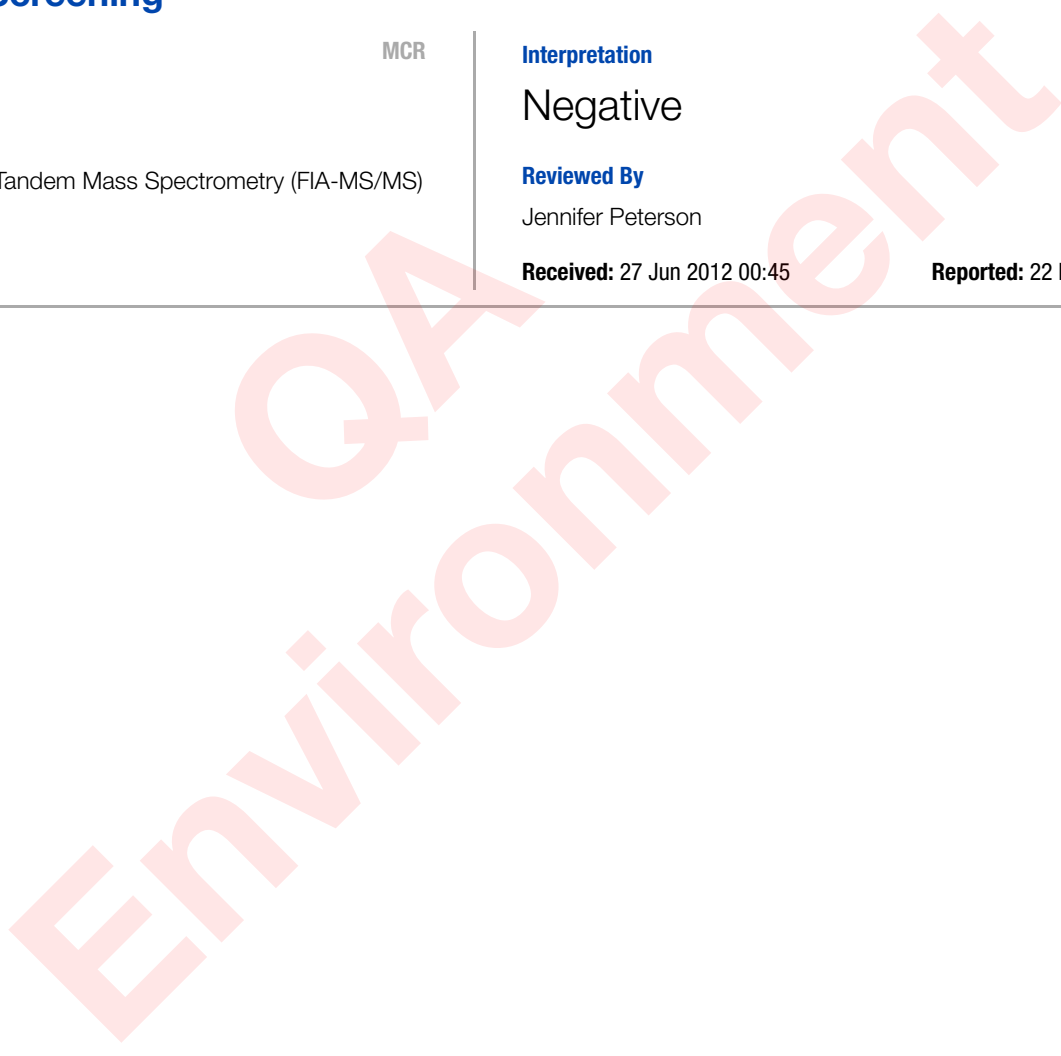 Screening
MCR
Tandem Mass Spectrometry (FIA-MS/MS)
Interpretation
Negative
Reviewed By
Jennifer Peterson
Received: 27 Jun 2012 00:45
Reported: 22
QA
Environment